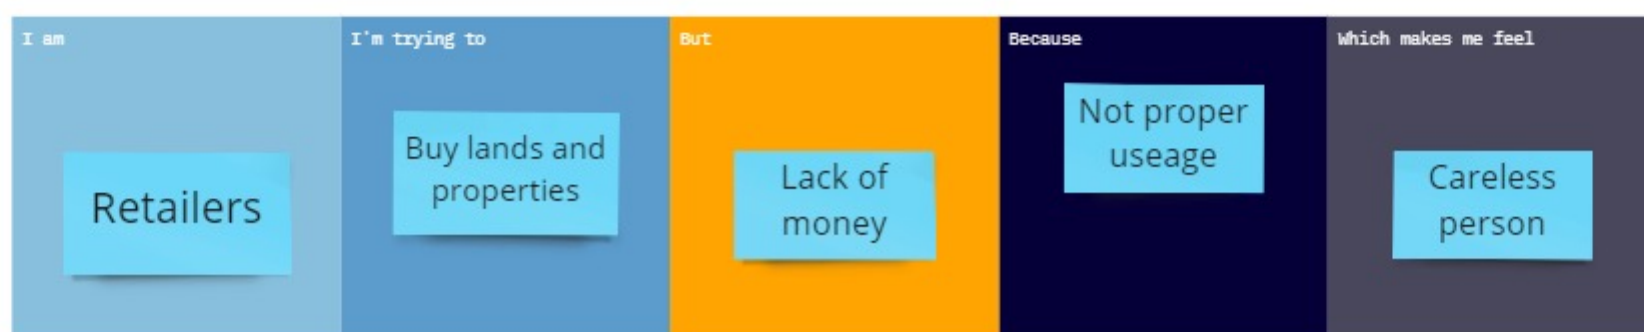 I am
Retailers
I'm trying to
Buy lands and
properties
But
Lack of
money
Because
Not proper
useage
Which makes me feel
Careless
person